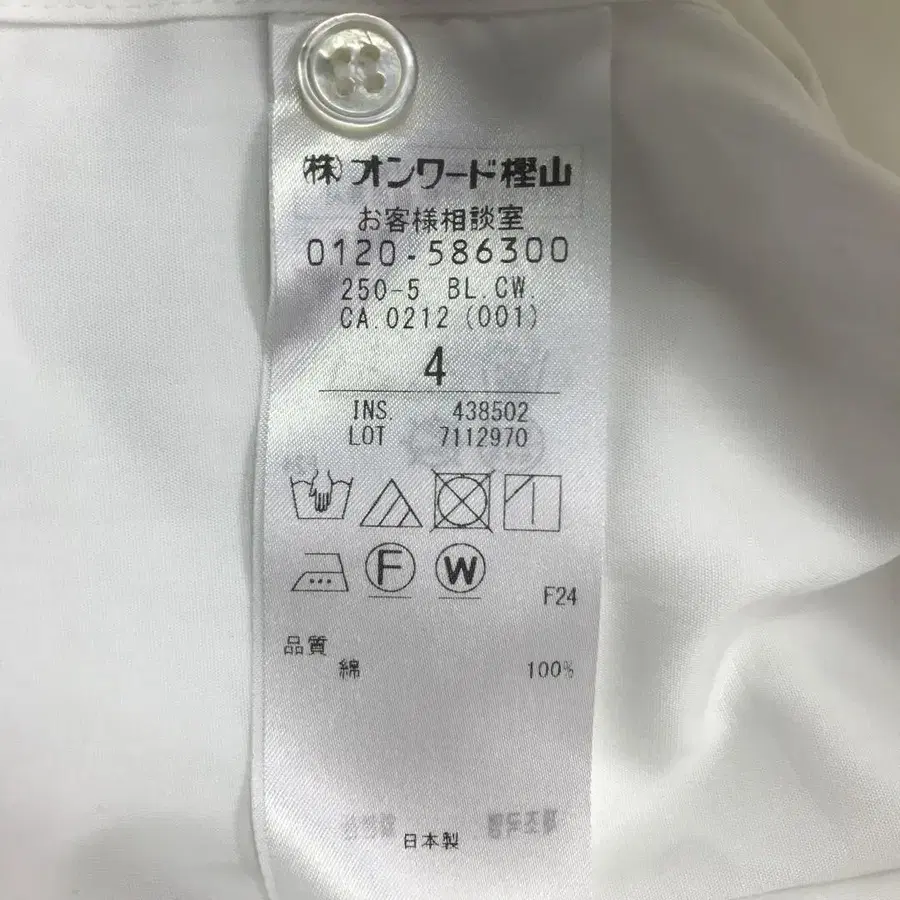 ㈱オンワード樫山
お客様相談室
0120-586300
250-5 BL.CW
CA.0212 (001)
4
INS. 438502
LOT 7112970
F W
F24
品質
綿 100%
日本製